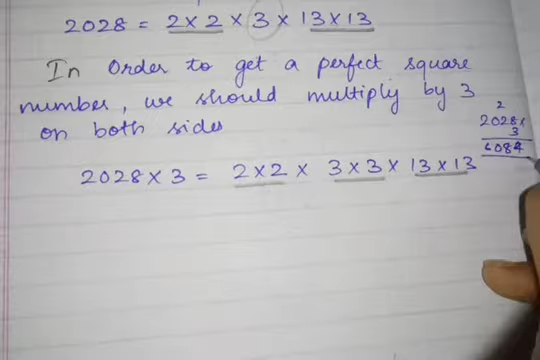 2028 = 2 × 2 × 3 × 13 × 13
In Order to get a perfect square
number, we should multiply by 3
on both sides
2
2028 ×
3
6084
2028 × 3 = 2 × 2 × 3 × 3 × 13 × 13